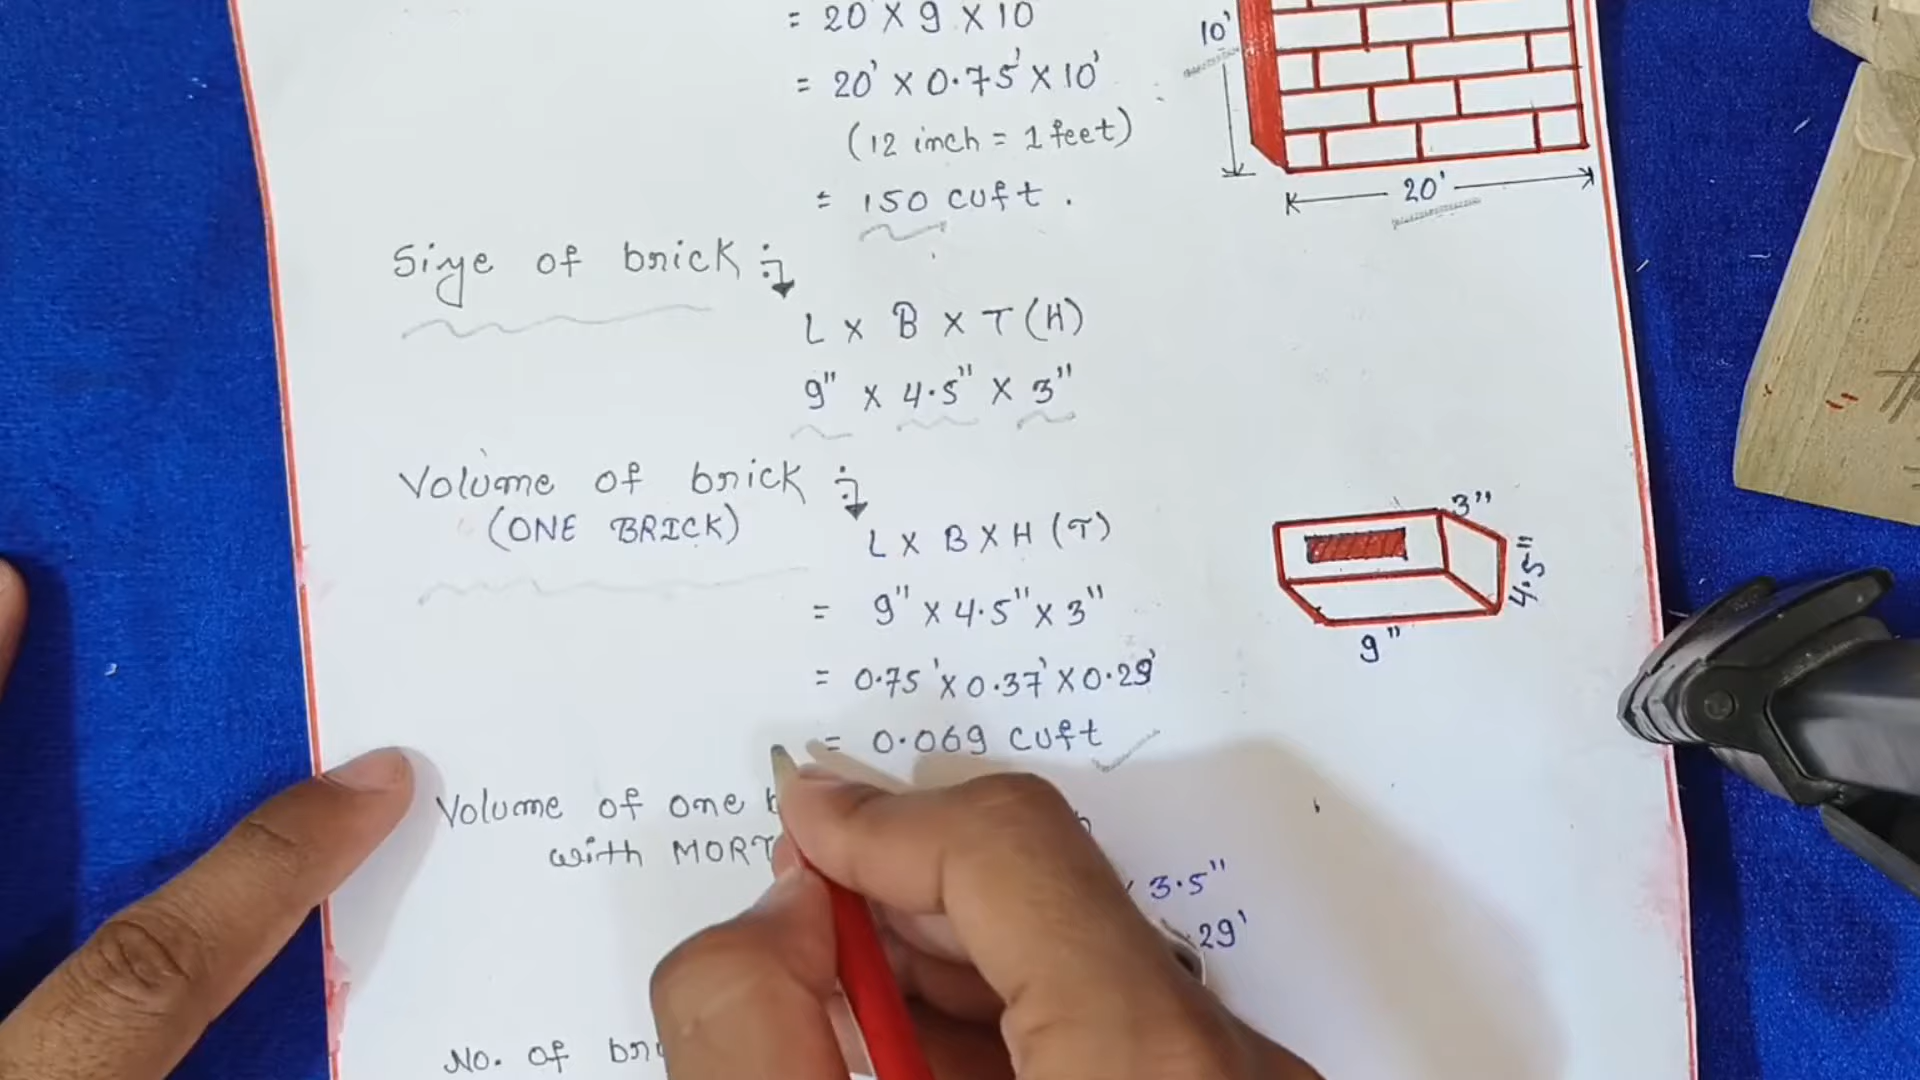 = 20 X 9 X 10
= 20' X 0.75' X 10'
(12 inch = 1 feet)
= 150 cuft .
10'
20'
Size of brick :
L X B X T (H)
9" X 4.5" X 3"
Volume of brick :
(ONE BRICK)
L X B X H (T)
= 9" X 4.5" X 3"
= 0.75' X 0.37' X 0.29'
= 0.069 cuft
3"
4.5"
9"
Volume of one
with MORT
3.5"
29'
No. of